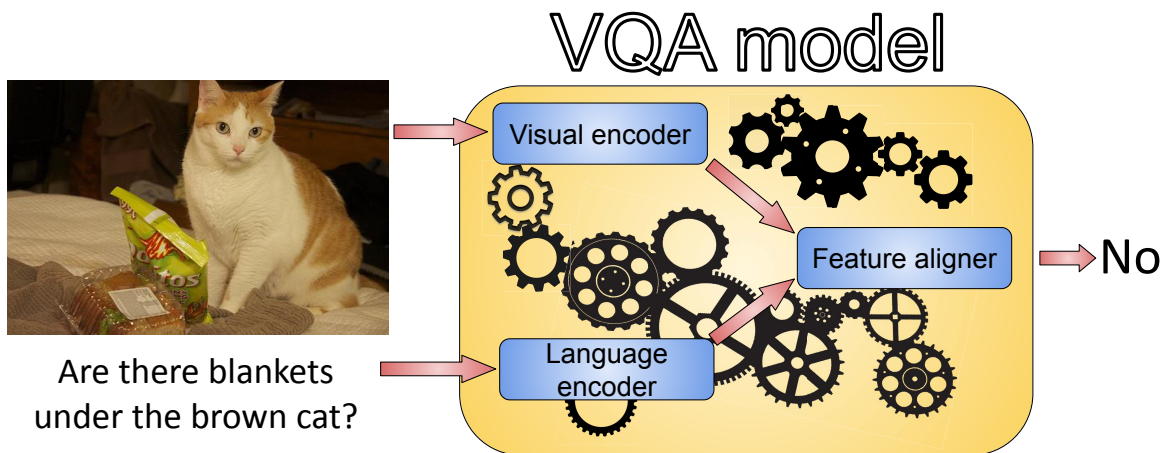 VQA model
Visual encoder
Feature aligner
No
Language
encoder
Are there blankets
under the brown cat?